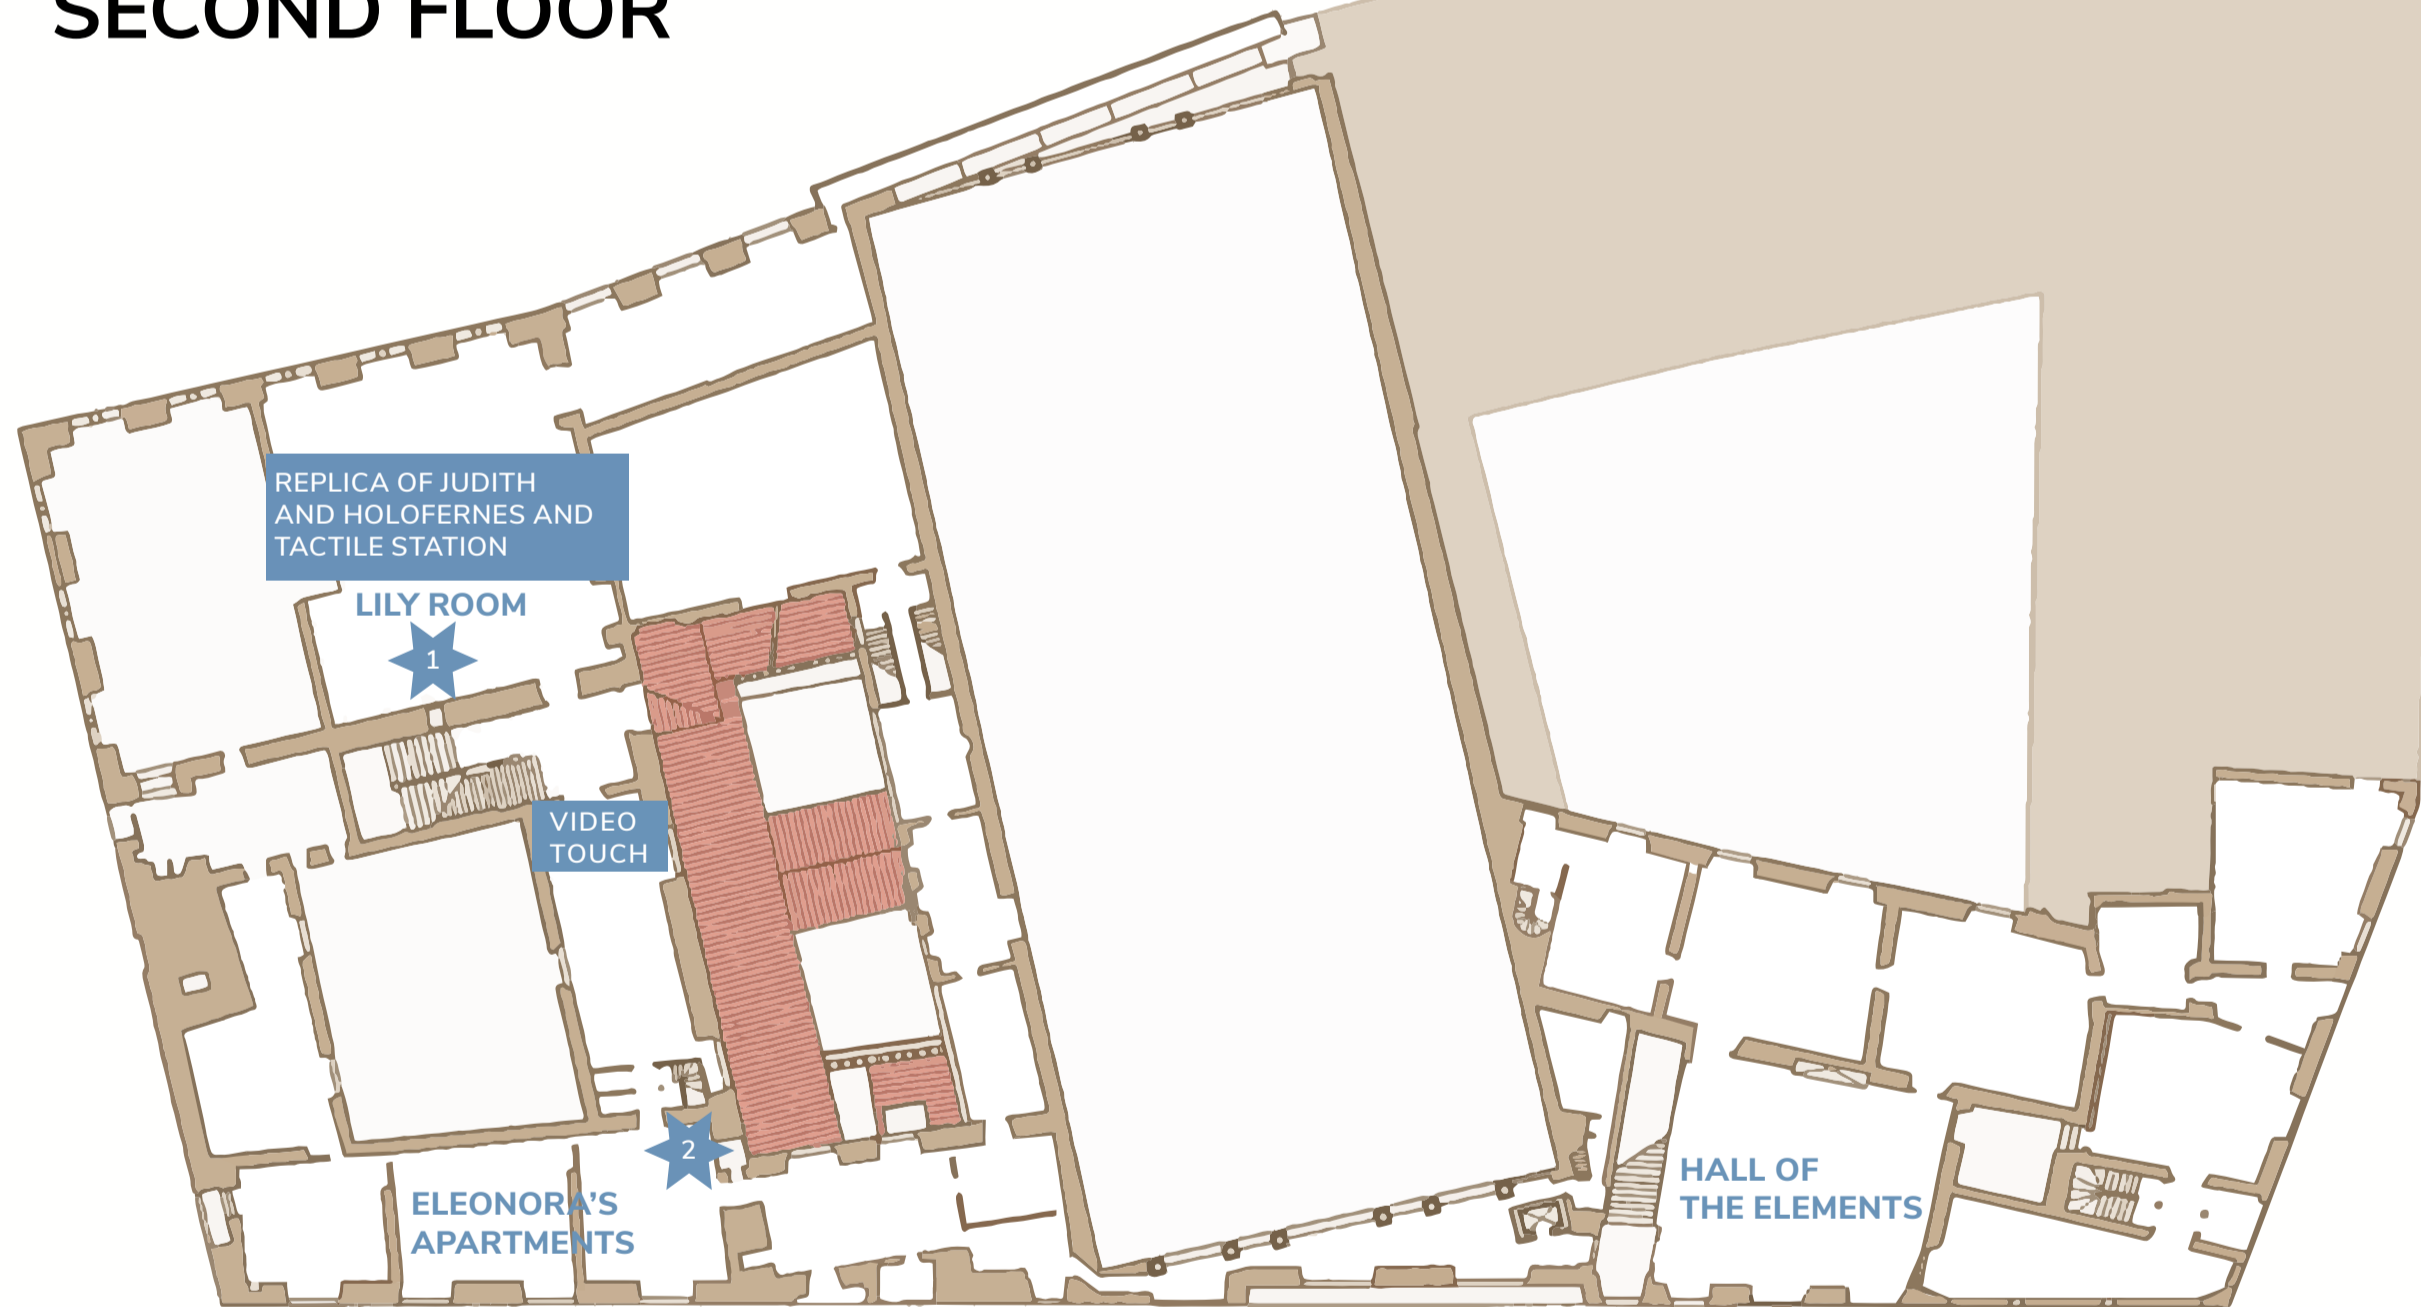 SECOND FLOOR
REPLICA OF JUDITH
AND HOLOFERNES AND
TACTILE STATION
LILY ROOM
1
VIDEO
TOUCH
2
ELEONORA’S
APARTMENTS
HALL OF
THE ELEMENTS